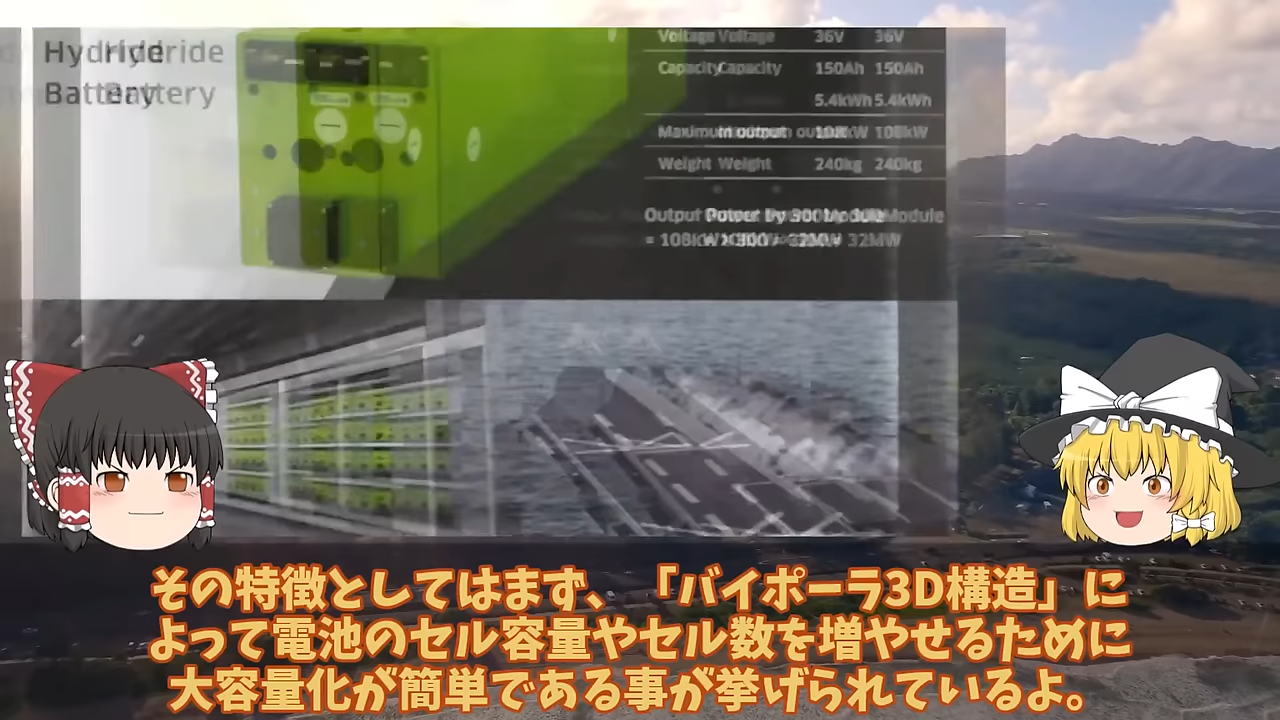 Hydride
Battery
Voltage 36V
Capacity 150Ah
5.4kWh
Maximum output 108kW
Weight 240kg
Output Power by 300 Module
= 108kW
32MW
その特徴としてはまず、「バイポーラ3D構造」に
よって電池のセル容量やセル数を増やせるために
大容量化が簡単である事が挙げられているよ。